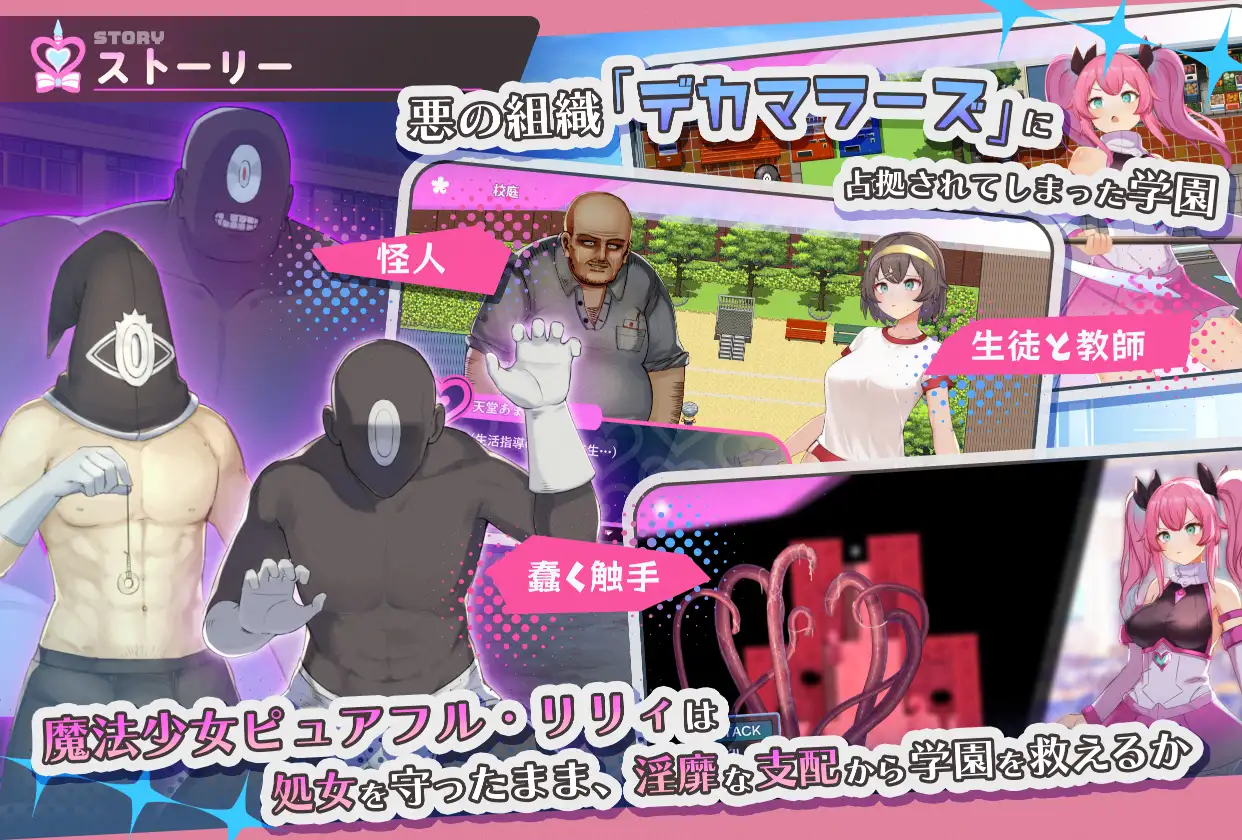 STORY
ストーリー
悪の組織「デカマラーズ」に
占拠されてしまった学園
校庭
怪人
生徒と教師
天堂あま
生活指導
生…)
蠢く触手
TACK
魔法少女ピュアフル・リリィは
処女を守ったまま、淫靡な支配から学園を救えるか